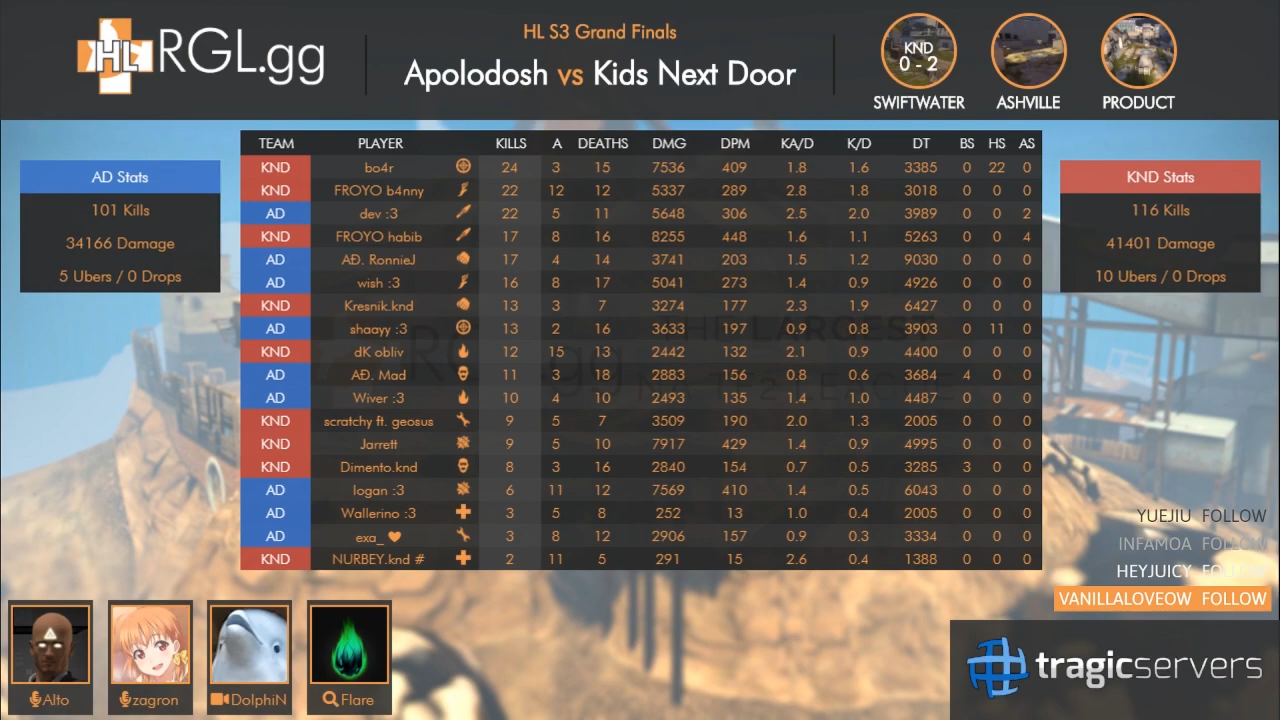 HL RGL.gg
HL S3 Grand Finals
Apolodosh vs Kids Next Door
KND
0 - 2
SWIFTWATER ASHVILLE PRODUCT
AD Stats
101 Kills
34166 Damage
5 Ubers / 0 Drops
TEAM PLAYER KILLS A DEATHS DMG DPM KA/D K/D DT BS HS AS
KND bo4r 24 3 15 7536 409 1.8 1.6 3385 0 22 0
KND FROYO b4nny 22 12 12 5337 289 2.8 1.8 3018 0 0 0
AD dev :3 22 5 11 5648 306 2.5 2.0 3989 0 0 2
KND FROYO habib 17 8 16 8255 448 1.6 1.1 5263 0 0 4
AD AĐ. RonnieJ 17 4 14 3741 203 1.5 1.2 9030 0 0 0
AD wish :3 16 8 17 5041 273 1.4 0.9 4926 0 0 0
KND Kresnik.knd 13 3 7 3274 177 2.3 1.9 6427 0 0 0
AD shaayy :3 13 2 16 3633 197 0.9 0.8 3903 0 11 0
KND dK obliv 12 15 13 2442 132 2.1 0.9 4400 0 0 0
AD AĐ. Mad 11 3 18 2883 156 0.8 0.6 3684 4 0 0
AD Wiver :3 10 4 10 2493 135 1.4 1.0 4487 0 0 0
KND scratchy ft. geosus 9 5 7 3509 190 2.0 1.3 2005 0 0 0
KND Jarrett 9 5 10 7917 429 1.4 0.9 4995 0 0 0
KND Dimento.knd 8 3 16 2840 154 0.7 0.5 3285 3 0 0
AD logan :3 6 11 12 7569 410 1.4 0.5 6043 0 0 0
AD Wallerino :3 3 5 8 252 13 1.0 0.4 2005 0 0 0
AD exa_ ♥ 3 8 12 2906 157 0.9 0.3 3334 0 0 0
KND NURBEY.knd # 2 11 5 291 15 2.6 0.4 1388 0 0 0
KND Stats
116 Kills
41401 Damage
10 Ubers / 0 Drops
YUEJIU FOLLOW
INFAMOA FOLLOW
HEYJUICY FOLLOW
VANILLALOVEOW FOLLOW
Alto zagron DolphiN Flare
tragicservers